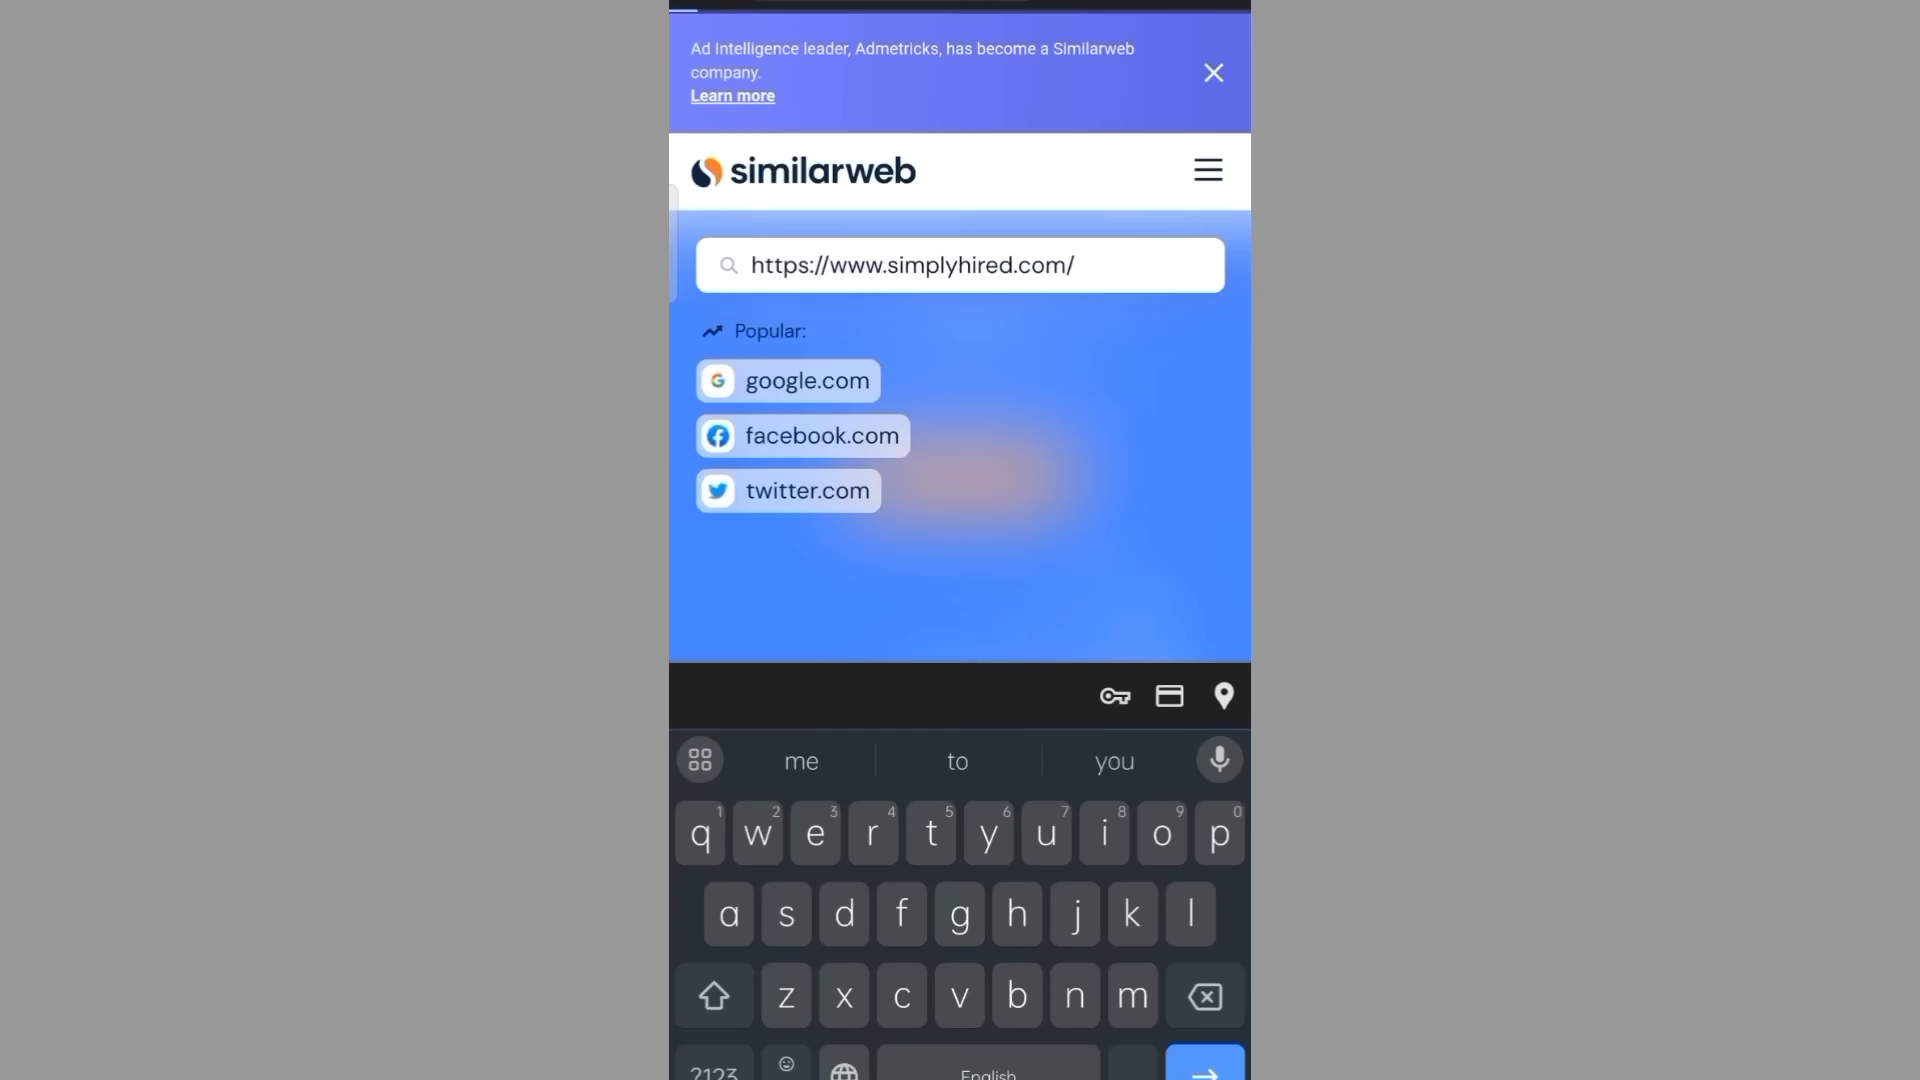 Ad Intelligence leader, Admetricks, has become a Similarweb
company.
Learn more
similarweb
https://www.simplyhired.com/
Popular:
google.com
facebook.com
twitter.com
me to you
1 2 3 4 5 6 7 8 9 0
q w e r t y u i o p
a s d f g h j k l
z x c v b n m
?123 English